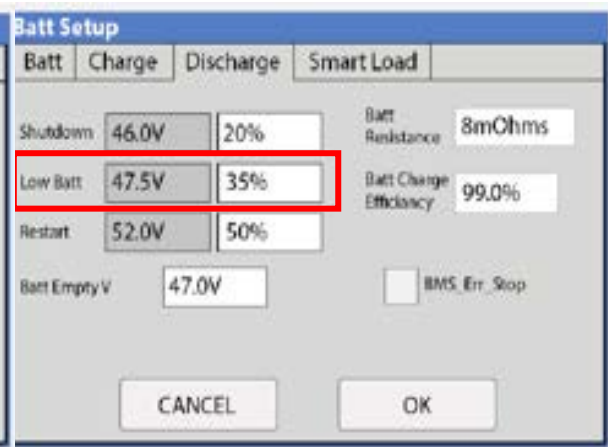 Batt Setup
Batt Charge Discharge Smart Load
Shutdown 46.0V 20%
Batt Resistance 8mOhms
Low Batt 47.5V 35%
Batt Charge Efficiancy 99.0%
Restart 52.0V 50%
Batt Empty V 47.0V
BMS_Err_Stop
CANCEL OK